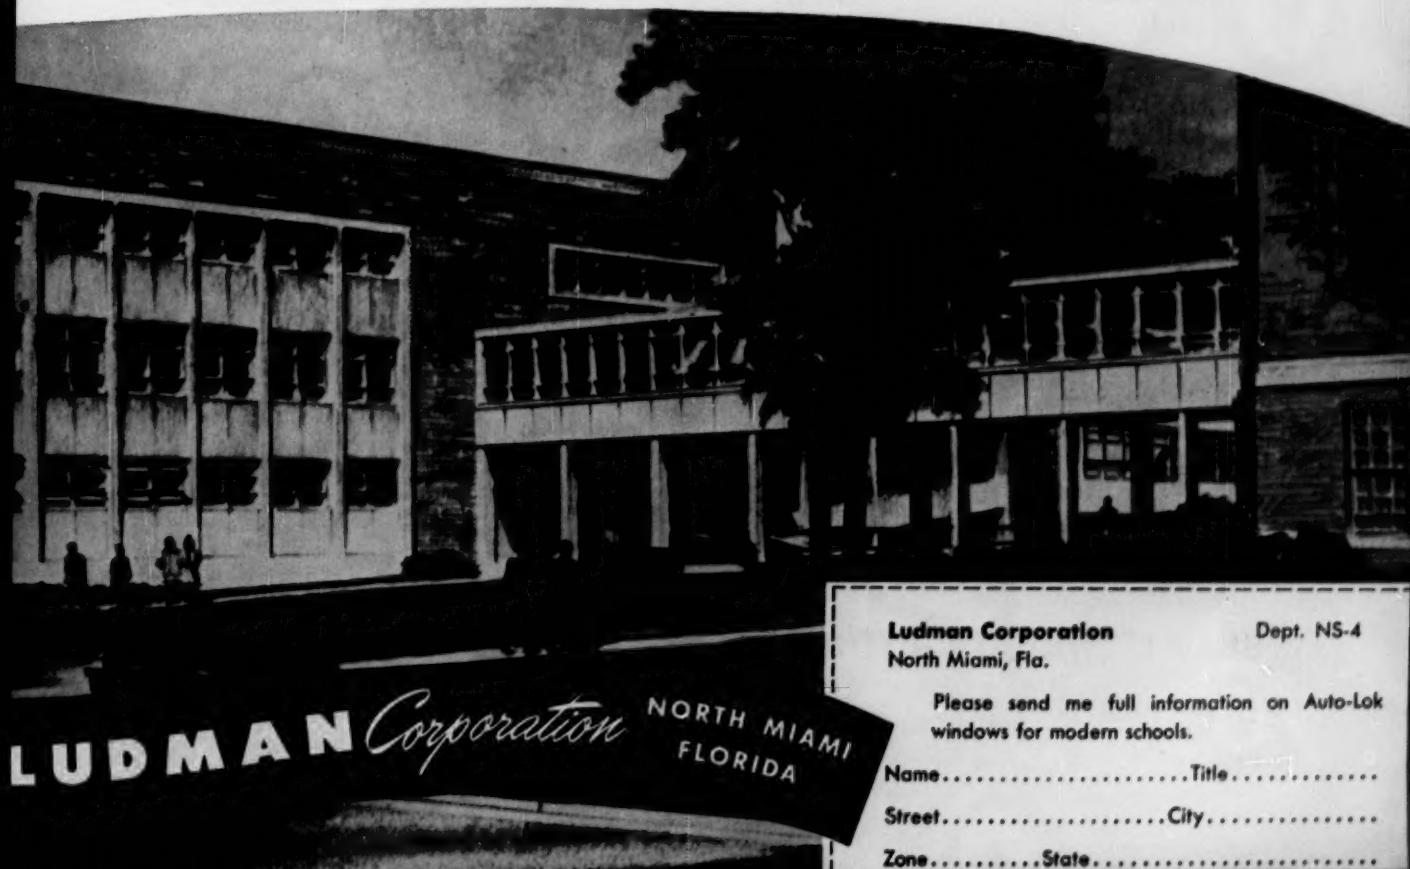 LUDMAN Corporation NORTH MIAMI
FLORIDA
Ludman Corporation Dept. NS-4
North Miami, Fla.
Please send me full information on Auto-Lok
windows for modern schools.
Name........................Title..............
Street......................City.................
Zone...........State............................